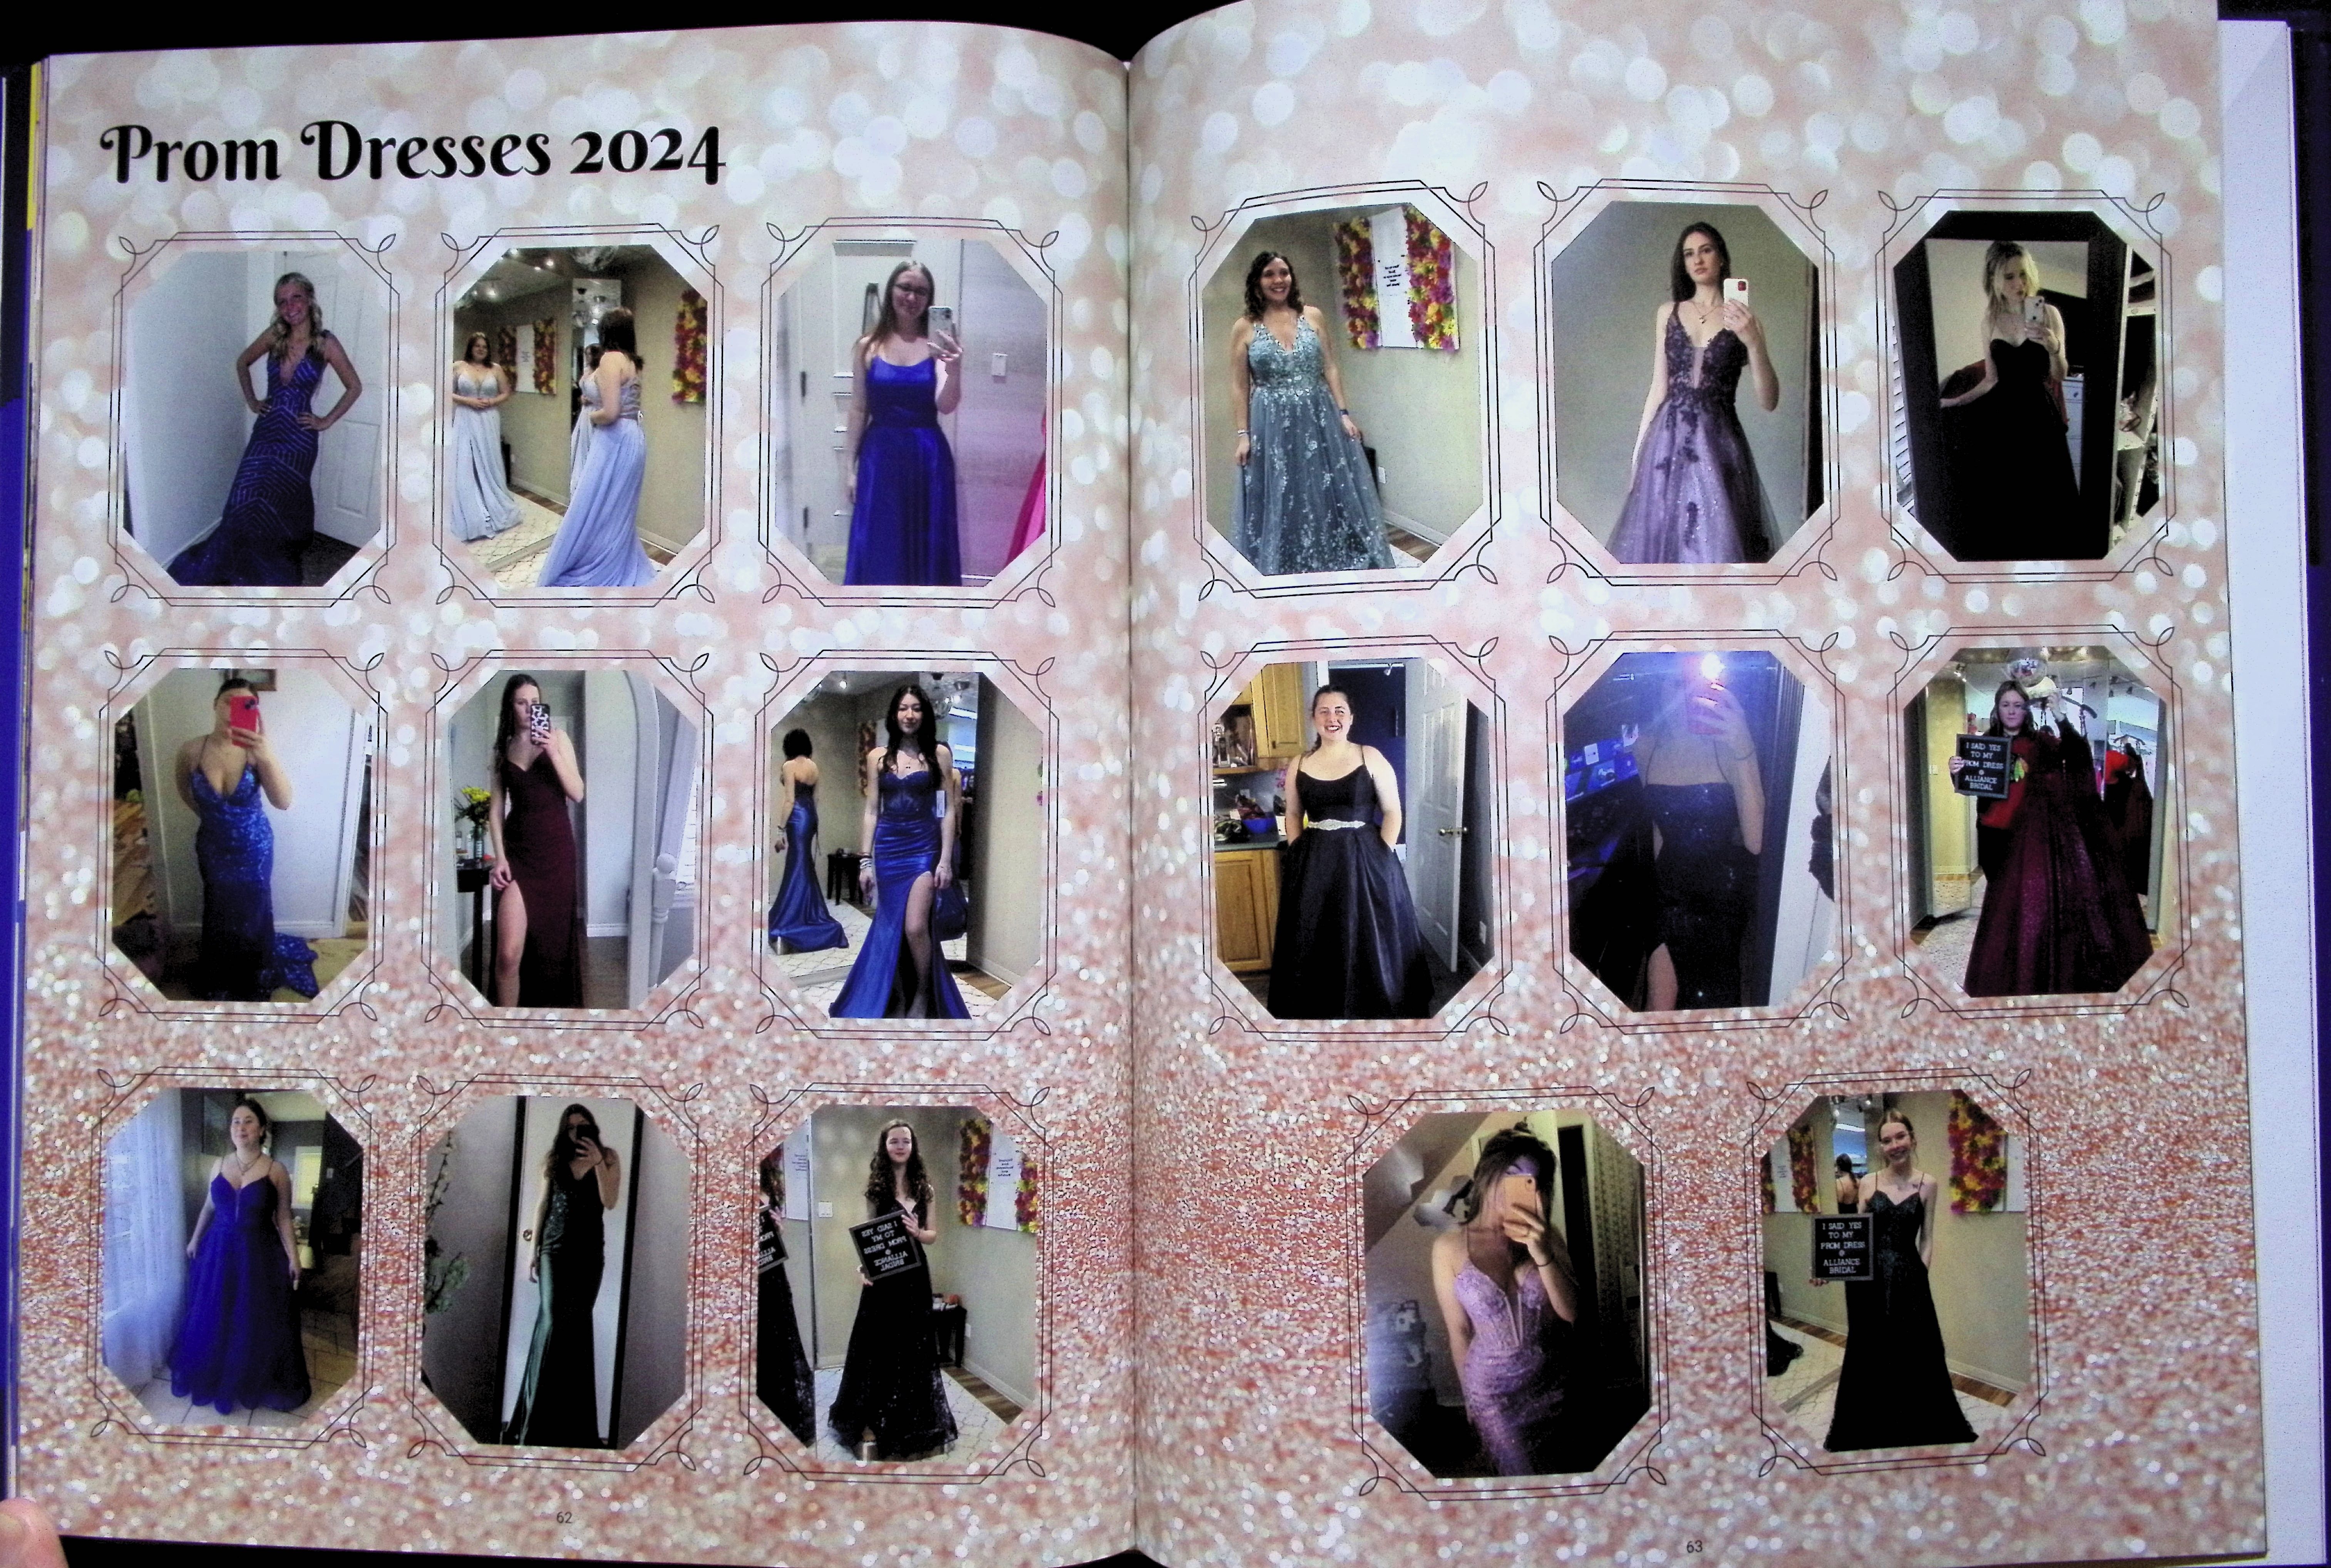 Prom Dresses 2024
I SAID YES
TO MY
PROM DRESS
@
ALLIANCE
BRIDAL
I SAID YES
TO MY
PROM DRESS
@
ALLIANCE
BRIDAL
62
I SAID YES
TO MY
PROM DRESS
@
ALLIANCE
BRIDAL
63